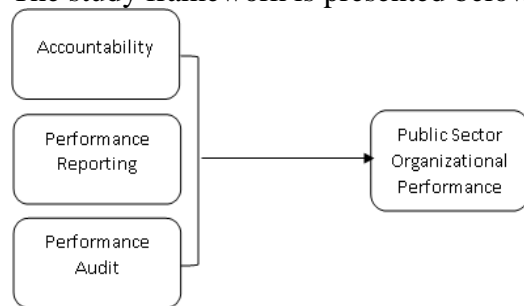 The study framework is presented below
Accountability
Performance
Reporting
Performance
Audit
Public Sector
Organizational
Performance